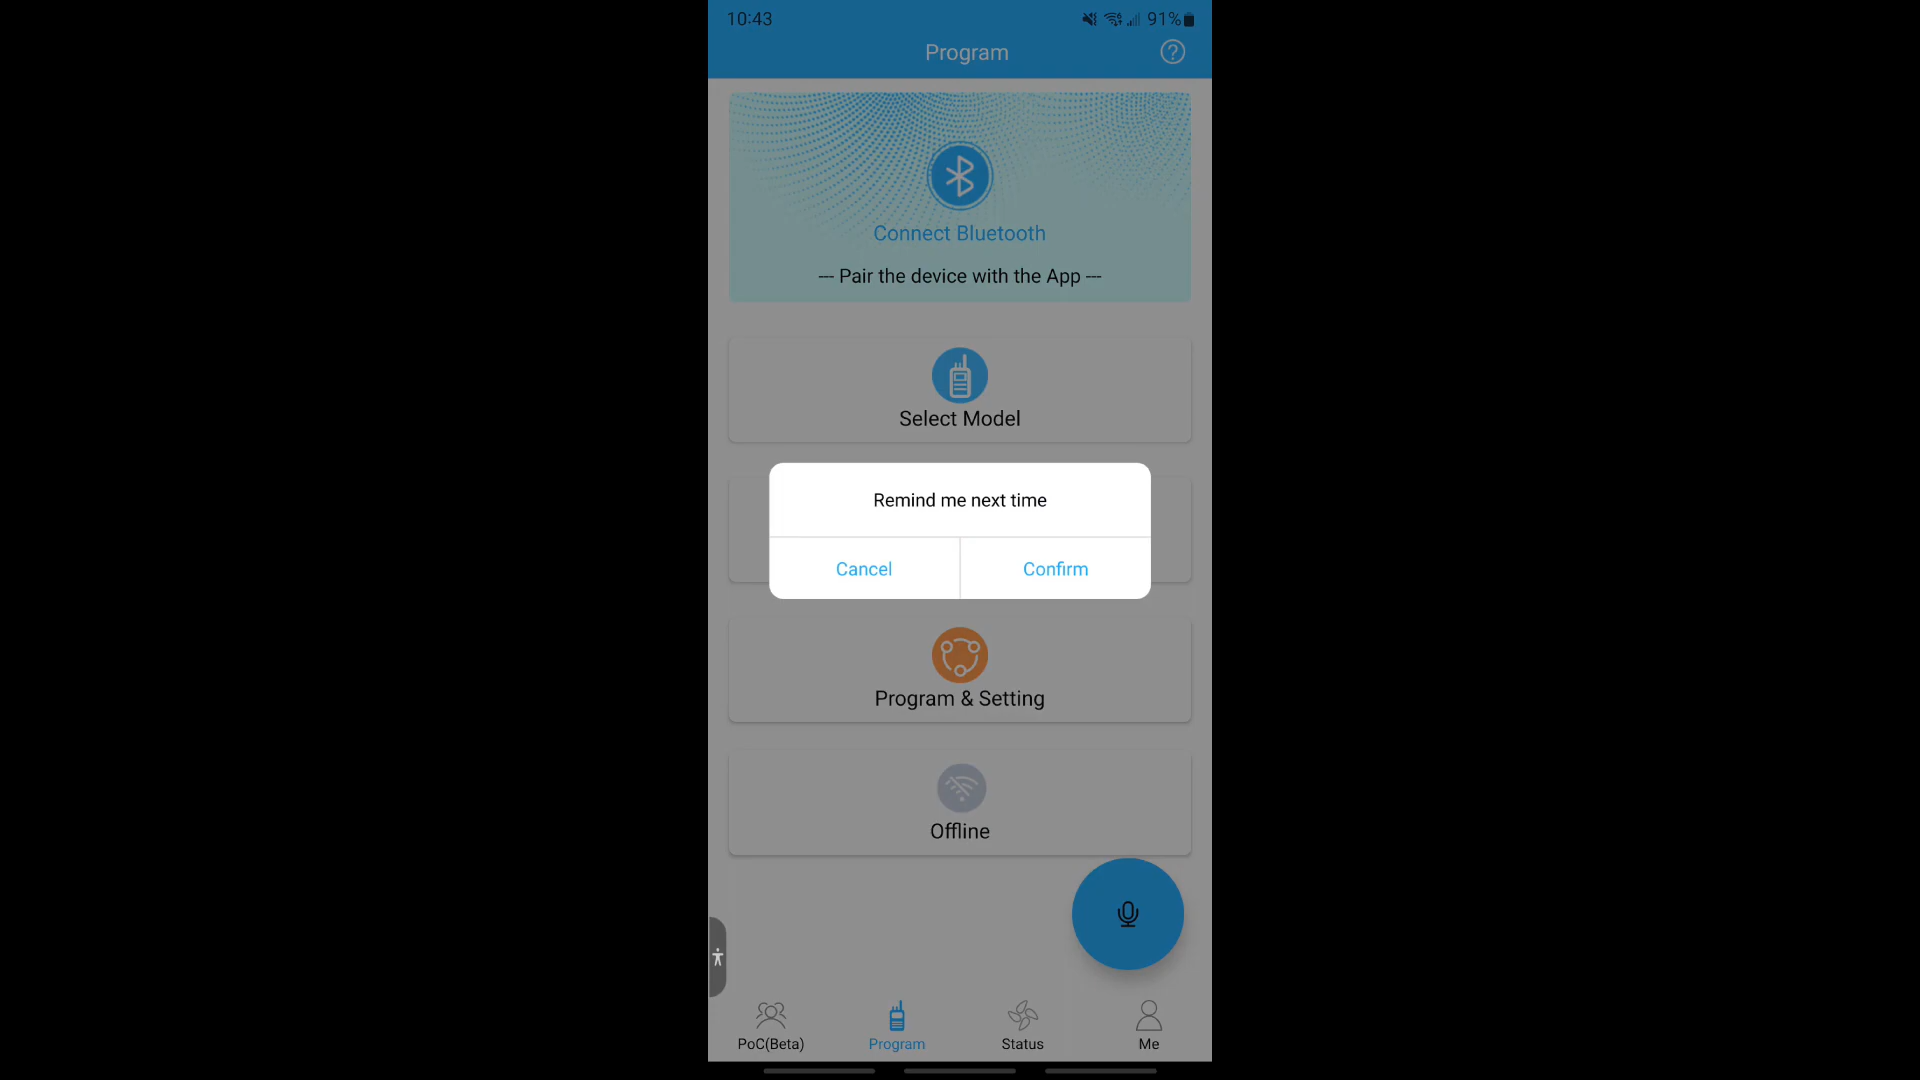 10:43
91%
Program
Connect Bluetooth
--- Pair the device with the App ---
Select Model
Remind me next time
Cancel
Confirm
Program & Setting
Offline
PoC(Beta)
Program
Status
Me